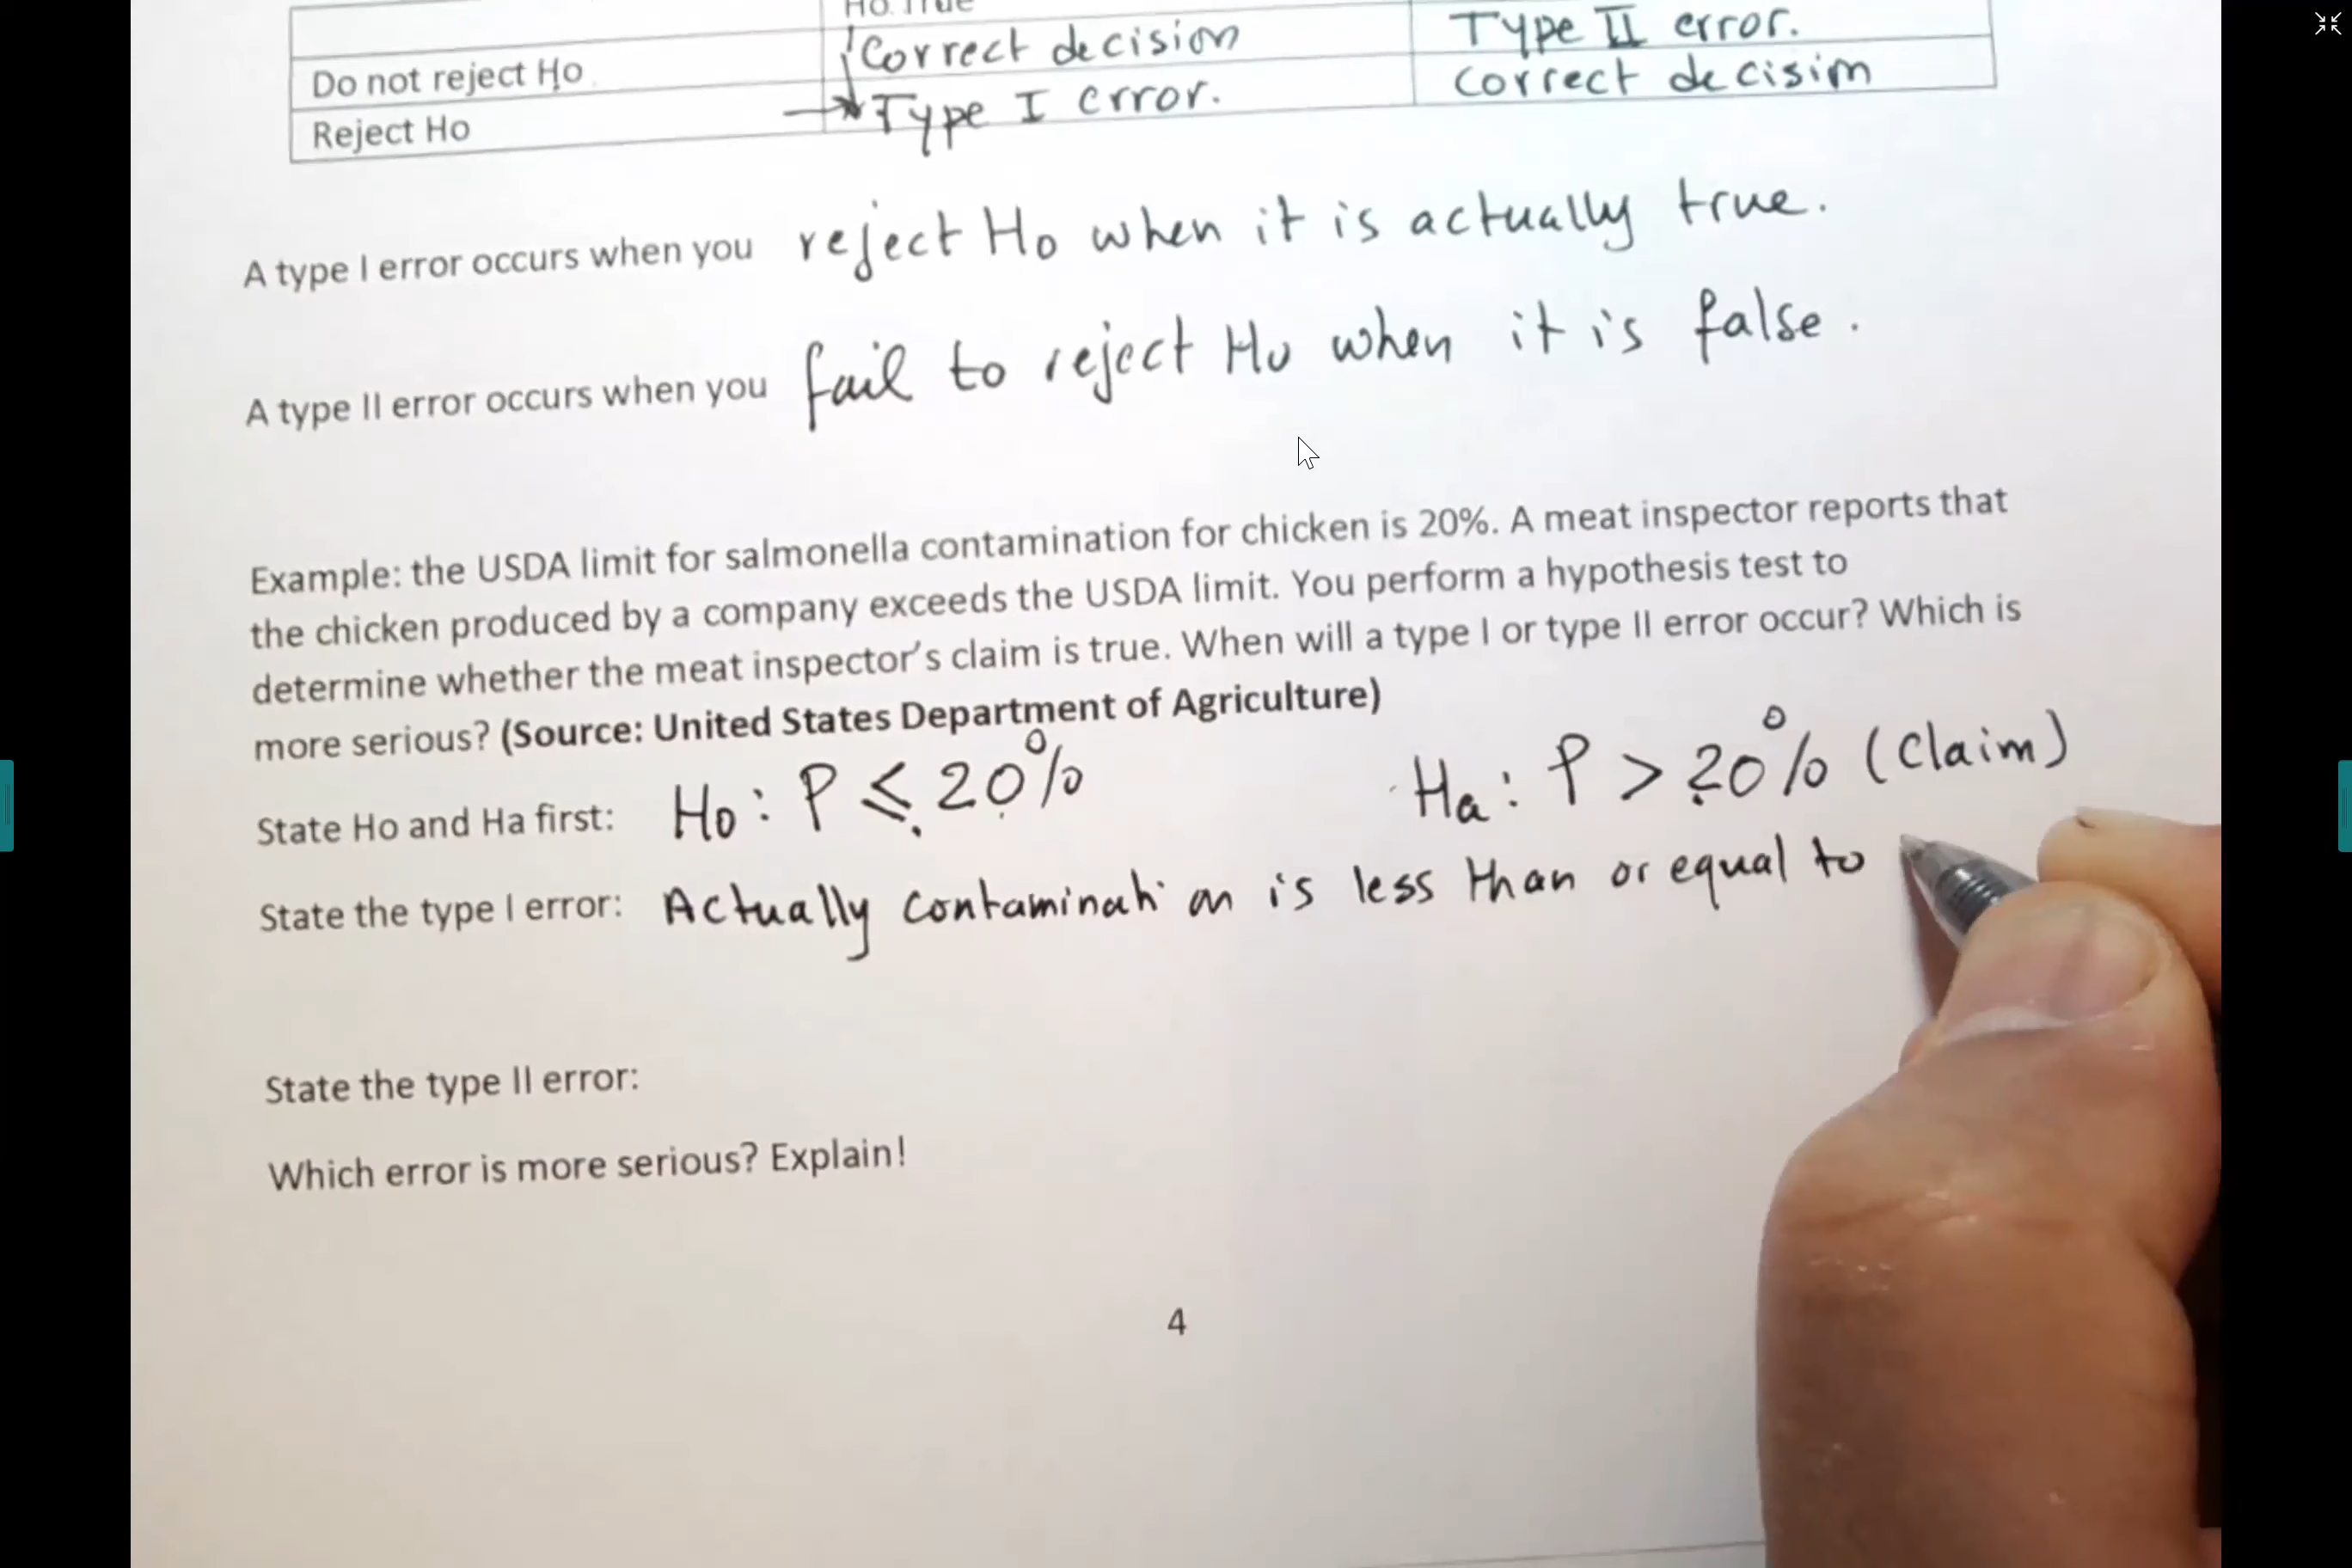 Ho: True
Correct decision Type II error.
Do not reject Ho
Type I error. Correct decisim
Reject Ho
A type I error occurs when you reject Ho when it is actually true.
A type II error occurs when you fail to reject Ho when it is false.
Example: the USDA limit for salmonella contamination for chicken is 20%. A meat inspector reports that
the chicken produced by a company exceeds the USDA limit. You perform a hypothesis test to
determine whether the meat inspector's claim is true. When will a type I or type II error occur? Which is
more serious? (Source: United States Department of Agriculture)
State Ho and Ha first: Ho: P ≤ 20% Ha: P > 20% (Claim)
State the type I error: Actually contamination is less than or equal to
State the type II error:
Which error is more serious? Explain!
4